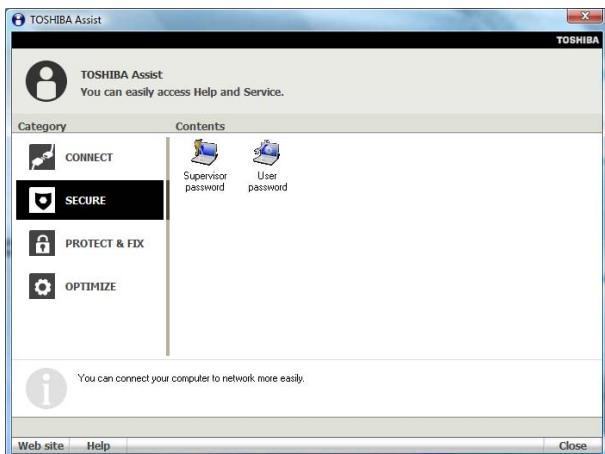 TOSHIBA Assist
TOSHIBA
TOSHIBA Assist
You can easily access Help and Service.
Category
Contents
CONNECT
SECURE
PROTECT & FIX
OPTIMIZE
Supervisor
password
User
password
You can connect your computer to network more easily.
Web site
Help
Close